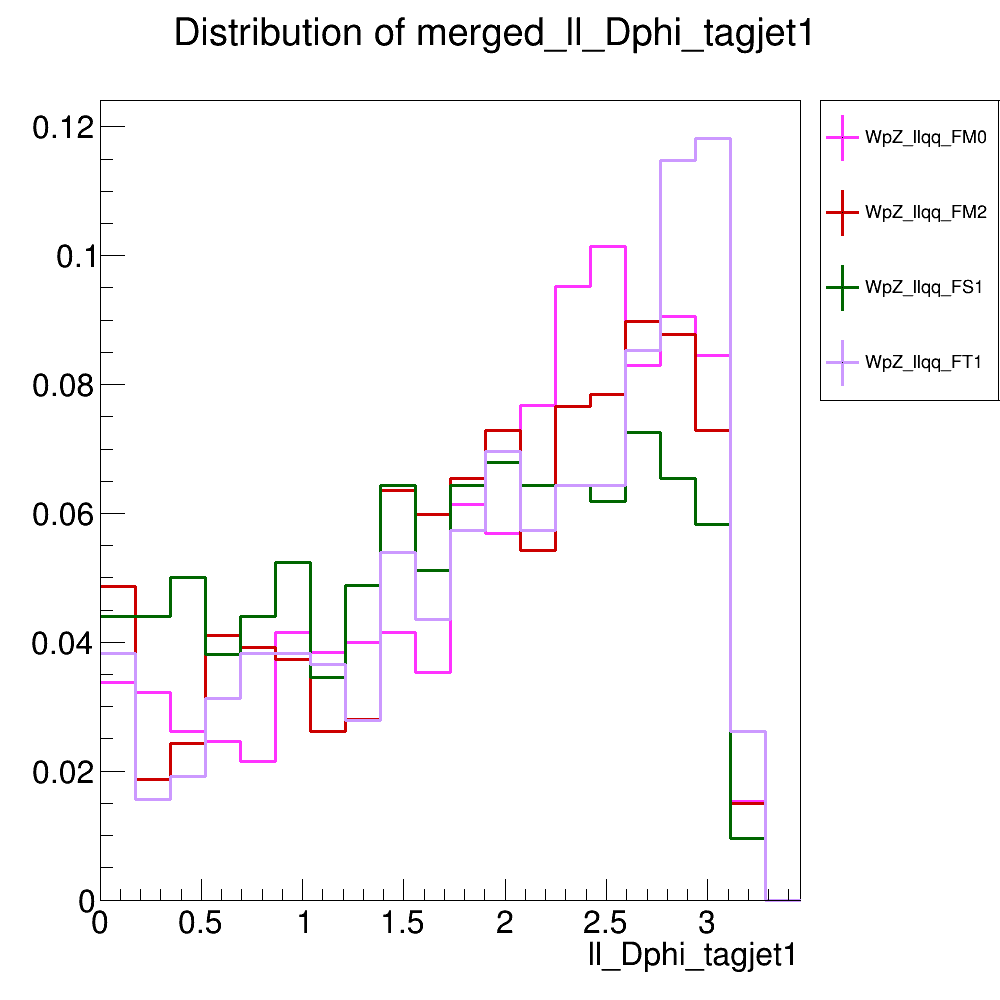 Distribution of merged_ll_Dphi_tagjet1
0.12
0.1
0.08
0.06
0.04
0.02
0
0 0.5 1 1.5 2 2.5 3
ll_Dphi_tagjet1
WpZ_llqq_FM0
WpZ_llqq_FM2
WpZ_llqq_FS1
WpZ_llqq_FT1